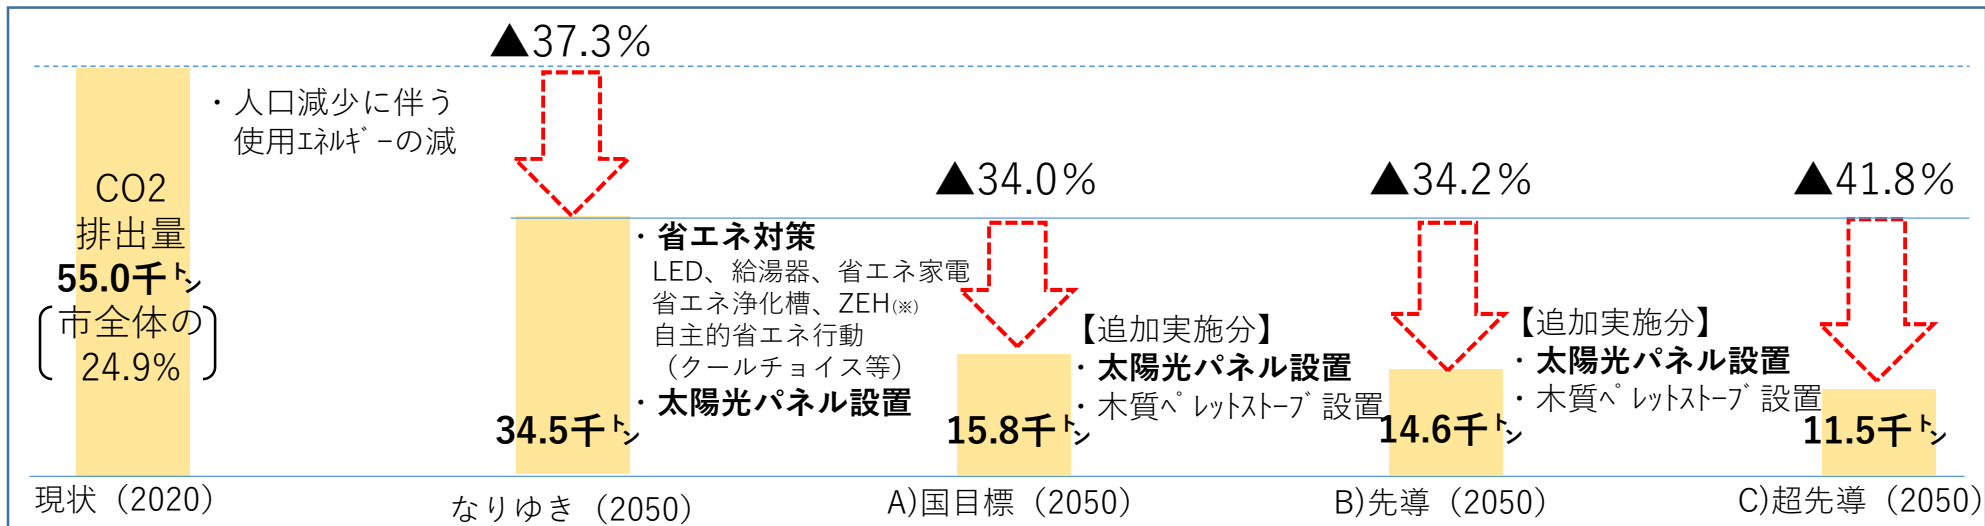 ▲37.3%
・人口減少に伴う
使用ｴﾈﾙｷﾞｰの減
CO2
排出量
55.0千㌧
市全体の
24.9%
現状（2020）
・省エネ対策
LED、給湯器、省エネ家電
省エネ浄化槽、ZEH(※)
自主的省エネ行動
（クールチョイス等）
・太陽光パネル設置
34.5千㌧
なりゆき（2050）
▲34.0%
【追加実施分】
・太陽光パネル設置
・木質ﾍﾟﾚｯﾄｽﾄｰﾌﾞ設置
15.8千㌧
A)国目標（2050）
▲34.2%
【追加実施分】
・太陽光パネル設置
・木質ﾍﾟﾚｯﾄｽﾄｰﾌﾞ設置
14.6千㌧
B)先導（2050）
▲41.8%
11.5千㌧
C)超先導（2050）